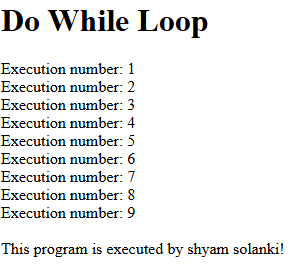 Do While Loop
Execution number: 1
Execution number: 2
Execution number: 3
Execution number: 4
Execution number: 5
Execution number: 6
Execution number: 7
Execution number: 8
Execution number: 9
This program is executed by shyam solanki!